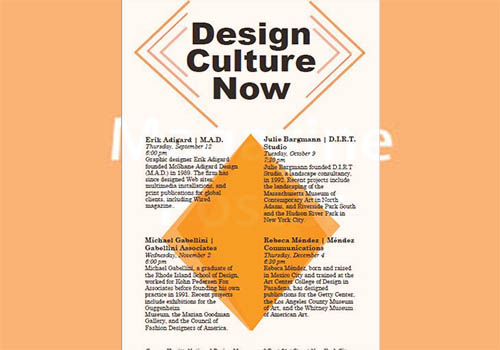 Design
Culture
Now
Erik Adigard | M.A.D.
Thursday, September 12
6:00 pm
Graphic designer Erik Adigard
founded McShane Adigard Design
(M.A.D.) in 1989. The firm has
since designed Web sites,
multimedia installations, and
print publications for global
clients, including Wired
magazine.
Julie Bargmann | D.I.R.T.
Studio
Tuesday, October 9
7:30 pm
Julie Bargmann founded D.I.R.T
Studio, a landscape consultancy,
in 1992. Recent projects include
the landscaping of the
Massachusetts Museum of
Contemporary Art in North
Adams, and Riverside Park South
and the Hudson River Park in
New York City.
Michael Gabellini |
Gabellini Associates
Wednesday, November 2
6:00 pm
Michael Gabellini, a graduate of
the Rhode Island School of Design,
worked for Kohn Pedersen Fox
Associates before founding his own
practice in 1991. Recent projects
include exhibitions for the
Guggenheim
Museum, the Marian Goodman
Gallery, and the Council of
Fashion Designers of America.
Rebeca Méndez | Méndez
Communications
Thursday, December 4
6:30 pm
Rebeca Méndez, born and raised
in Mexico City and trained at the
Art Center College of Design in
Pasadena, has designed
publications for the Getty Center,
the Los Angeles County Museum
of Art, and the Whitney Museum
of American Art.
Magazine